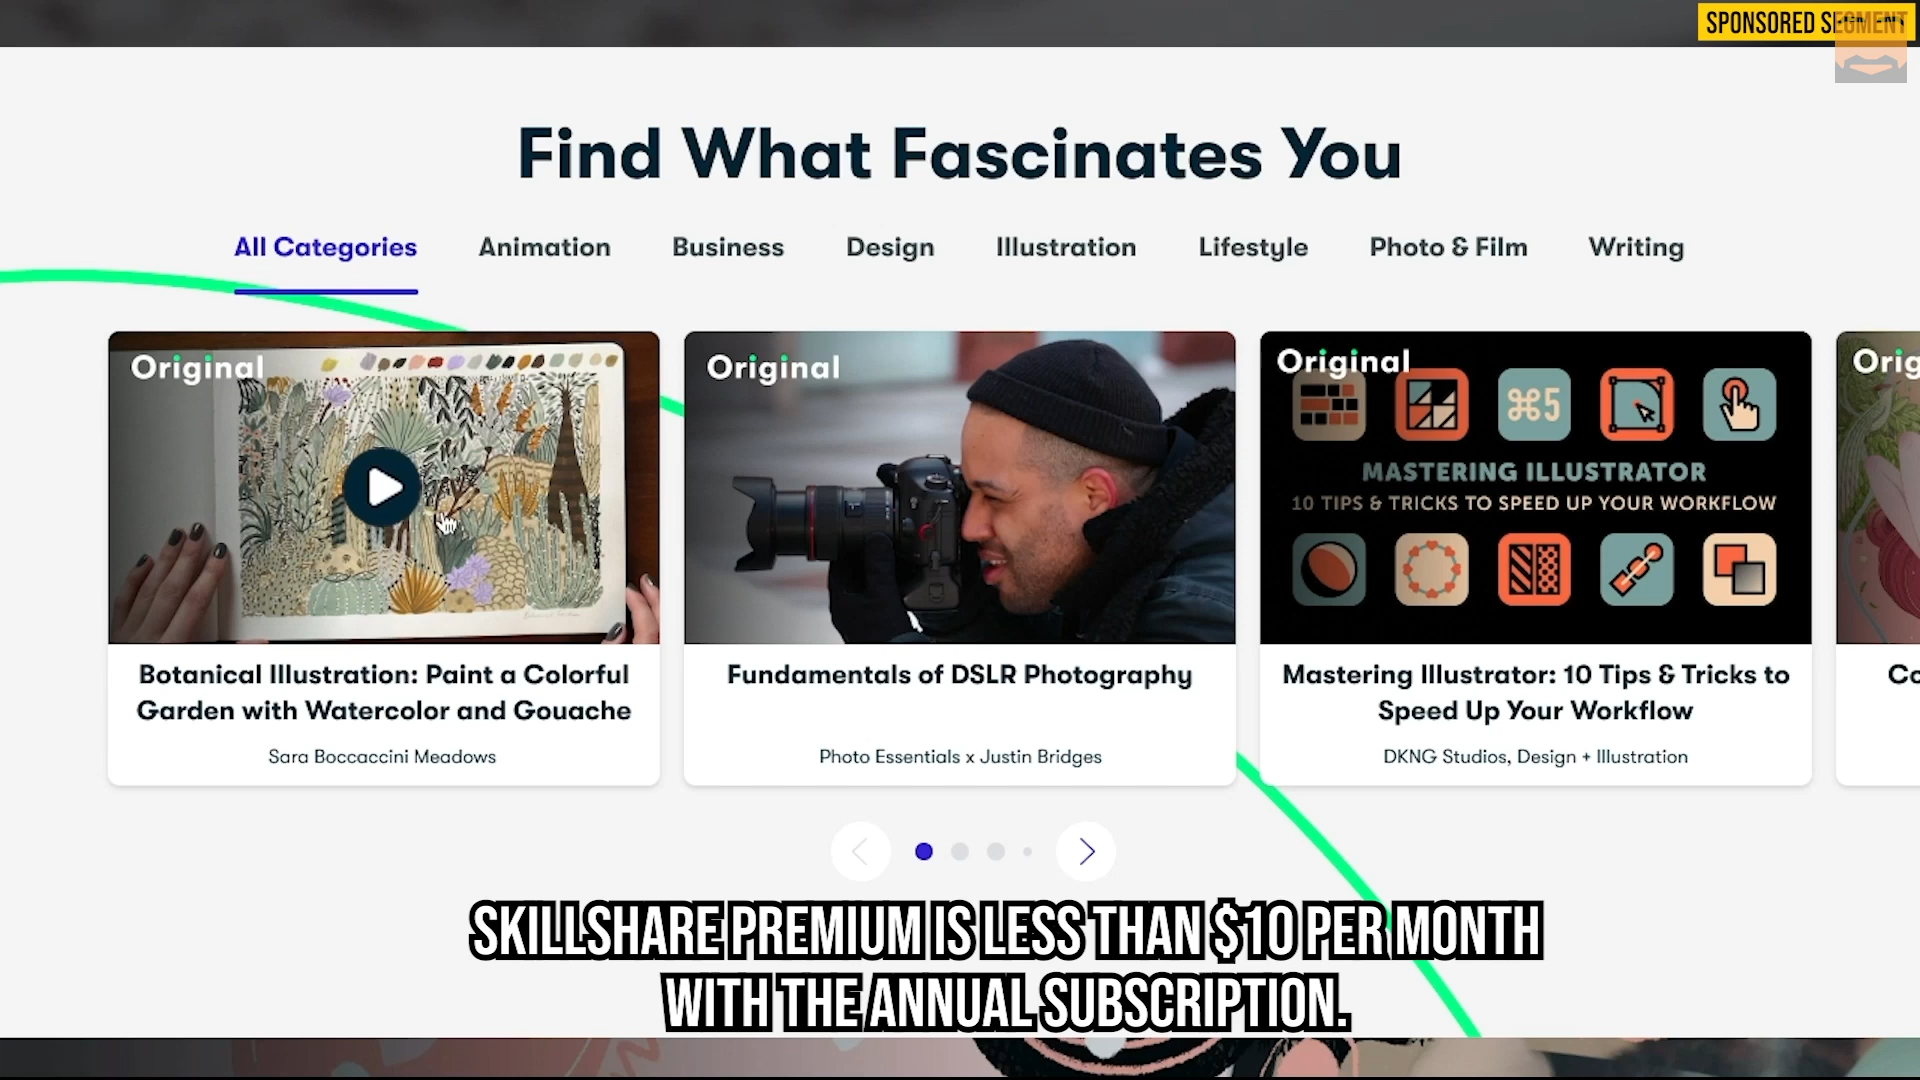 SPONSORED SEGMENT
Find What Fascinates You
All Categories Animation Business Design Illustration Lifestyle Photo & Film Writing
Original
Botanical Illustration: Paint a Colorful
Garden with Watercolor and Gouache
Sara Boccaccini Meadows
Original
Fundamentals of DSLR Photography
Photo Essentials x Justin Bridges
Original
⌘5
MASTERING ILLUSTRATOR
10 TIPS & TRICKS TO SPEED UP YOUR WORKFLOW
Mastering Illustrator: 10 Tips & Tricks to
Speed Up Your Workflow
DKNG Studios, Design + Illustration
Orig
Co
SKILLSHARE PREMIUM IS LESS THAN $10 PER MONTH
WITH THE ANNUAL SUBSCRIPTION.